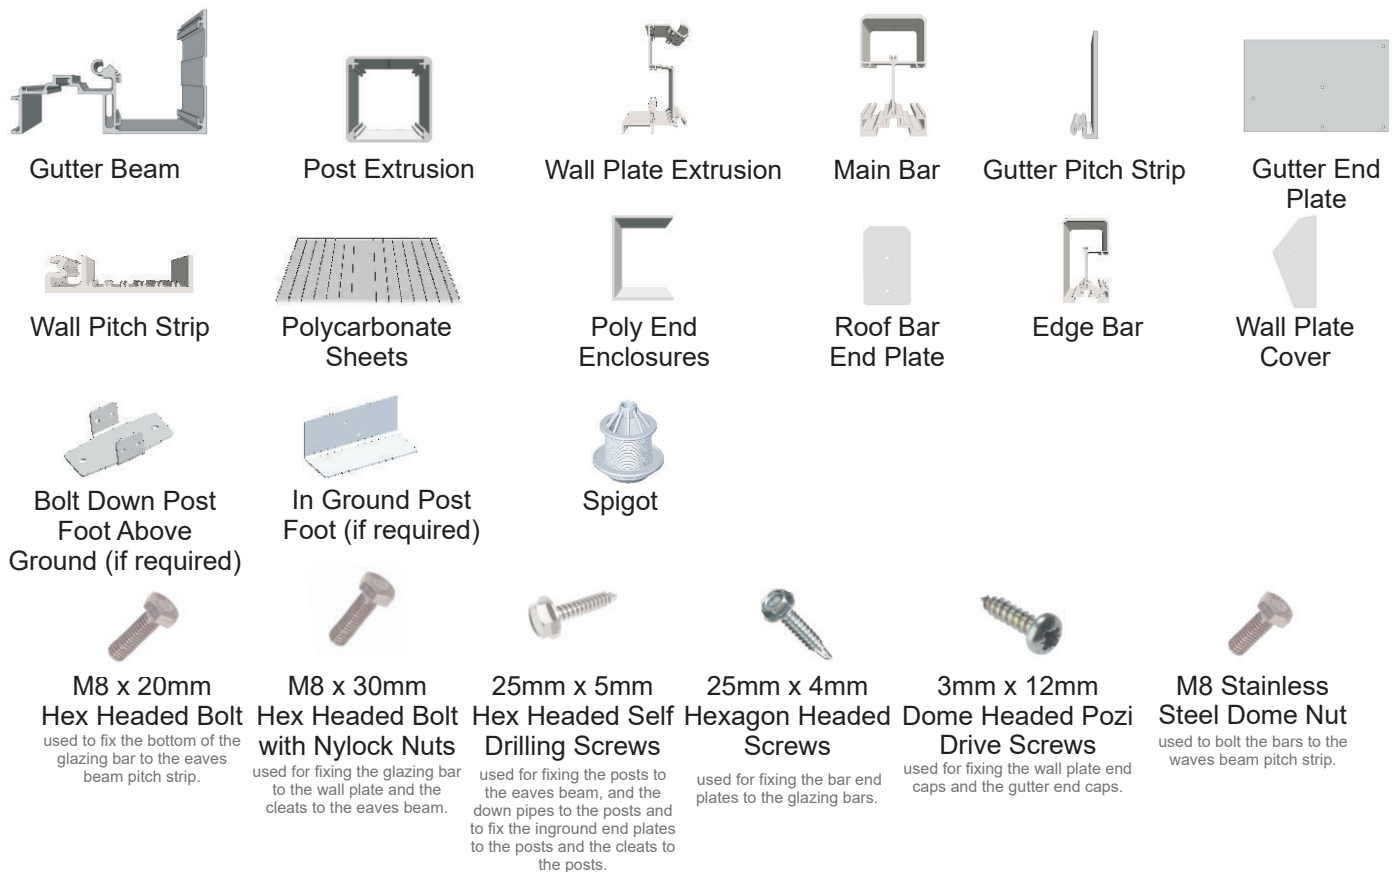 Gutter Beam
Post Extrusion
Wall Plate Extrusion
Main Bar
Gutter Pitch Strip
Gutter End
Plate
Wall Pitch Strip
Polycarbonate
Sheets
Poly End
Enclosures
Roof Bar
End Plate
Edge Bar
Wall Plate
Cover
Bolt Down Post
Foot Above
Ground (if required)
In Ground Post
Foot (if required)
Spigot
M8 x 20mm
Hex Headed Bolt
used to fix the bottom of the
glazing bar to the eaves
beam pitch strip.
M8 x 30mm
Hex Headed Bolt
with Nylock Nuts
used for fixing the glazing bar
to the wall plate and the
cleats to the eaves beam.
25mm x 5mm
Hex Headed Self
Drilling Screws
used for fixing the posts to
the eaves beam, and the
down pipes to the posts and
to fix the inground end plates
to the posts and the cleats to
the posts.
25mm x 4mm
Hexagon Headed
Screws
used for fixing the bar end
plates to the glazing bars.
3mm x 12mm
Dome Headed Pozi
Drive Screws
used for fixing the wall plate end
caps and the gutter end caps.
M8 Stainless
Steel Dome Nut
used to bolt the bars to the
waves beam pitch strip.